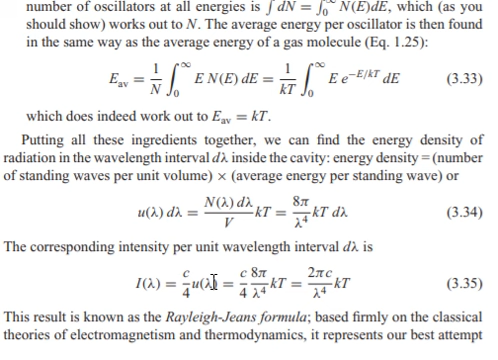 number of oscillators at all energies is ∫ dN = ∫₀^∞ N(E)dE, which (as you
should show) works out to N. The average energy per oscillator is then found
in the same way as the average energy of a gas molecule (Eq. 1.25):
E_av = 1/N ∫₀^∞ E N(E) dE = 1/kT ∫₀^∞ E e^{−E/kT} dE (3.33)
which does indeed work out to E_av = kT.
Putting all these ingredients together, we can find the energy density of
radiation in the wavelength interval dλ inside the cavity: energy density = (number
of standing waves per unit volume) × (average energy per standing wave) or
u(λ) dλ = N(λ) dλ/V kT = 8π/λ⁴ kT dλ (3.34)
The corresponding intensity per unit wavelength interval dλ is
I(λ) = c/4 u(λ) = c/4 8π/λ⁴ kT = 2πc/λ⁴ kT (3.35)
This result is known as the Rayleigh-Jeans formula; based firmly on the classical
theories of electromagnetism and thermodynamics, it represents our best attempt